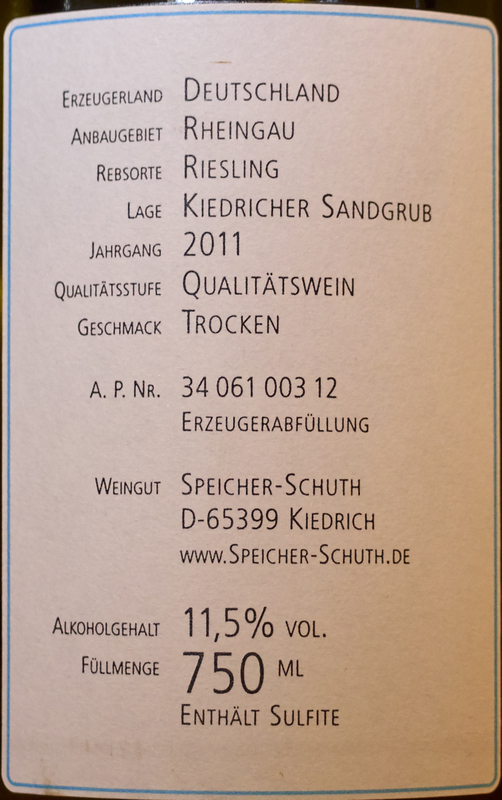 Erzeugerland Deutschland
Anbaugebiet Rheingau
Rebsorte Riesling
Lage Kiedricher Sandgrub
Jahrgang 2011
Qualitätsstufe Qualitätswein
Geschmack Trocken
A. P. Nr. 34 061 003 12
Erzeugerabfüllung
Weingut Speicher-Schuth
D-65399 Kiedrich
www.Speicher-Schuth.de
Alkoholgehalt 11,5% vol.
Füllmenge 750 ml
Enthält Sulfite